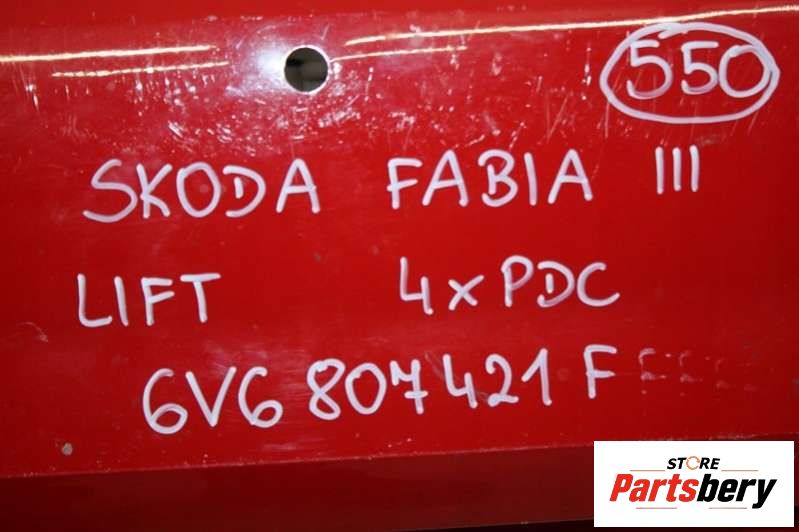 550
SKODA FABIA III
LIFT 4xPDC
6V6 807 421 F
STORE
Partsbery